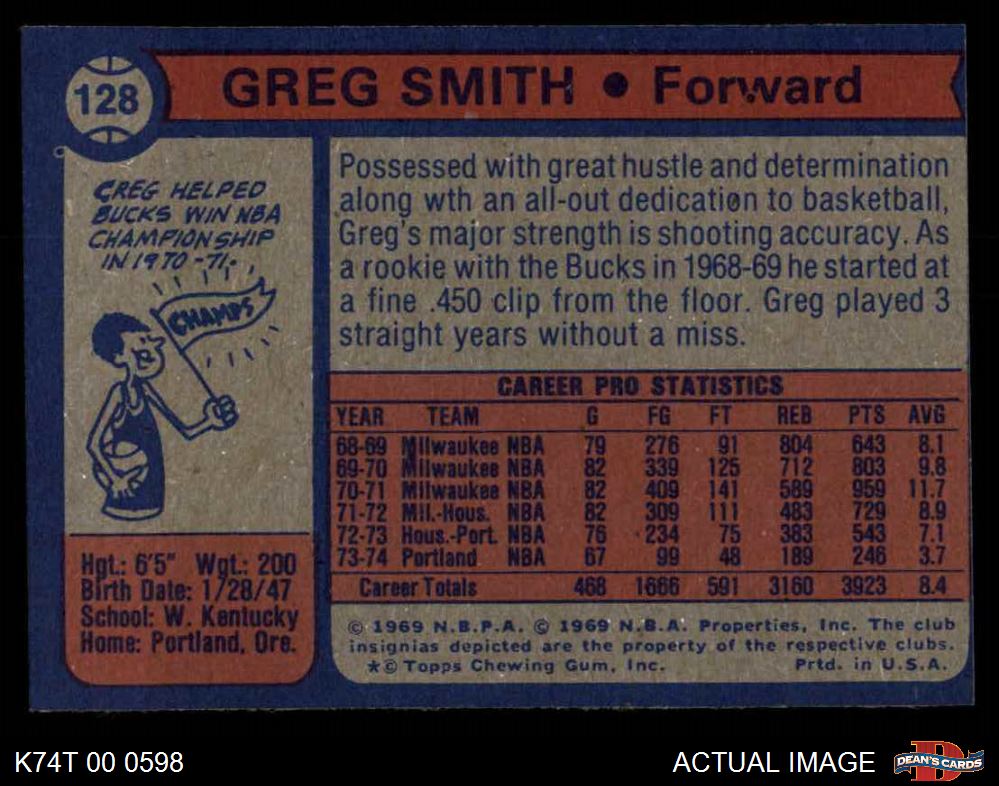 128
GREG SMITH • Forward
GREG HELPED
BUCKS WIN NBA
CHAMPIONSHIP
IN 1970-71.
CHAMPS
Possessed with great hustle and determination
along wth an all-out dedication to basketball,
Greg's major strength is shooting accuracy. As
a rookie with the Bucks in 1968-69 he started at
a fine .450 clip from the floor. Greg played 3
straight years without a miss.
CAREER PRO STATISTICS
YEAR TEAM G FG FT REB PTS AVG
68-69 Milwaukee NBA 79 276 91 804 643 8.1
69-70 Milwaukee NBA 82 339 125 712 803 9.8
70-71 Milwaukee NBA 82 409 141 589 959 11.7
71-72 Mil.-Hous. NBA 82 309 111 483 729 8.9
72-73 Hous.-Port. NBA 76 234 75 383 543 7.1
73-74 Portland NBA 67 99 48 189 246 3.7
Career Totals 468 1666 591 3160 3923 8.4
Hgt.: 6'5" Wgt.: 200
Birth Date: 1/28/47
School: W. Kentucky
Home: Portland, Ore.
© 1969 N.B.P.A. © 1969 N.B.A. Properties, Inc. The club
insignias depicted are the property of the respective clubs.
*© Topps Chewing Gum, Inc. Prtd. in U.S.A.
K74T 00 0598
ACTUAL IMAGE
D
DEAN'S CARDS